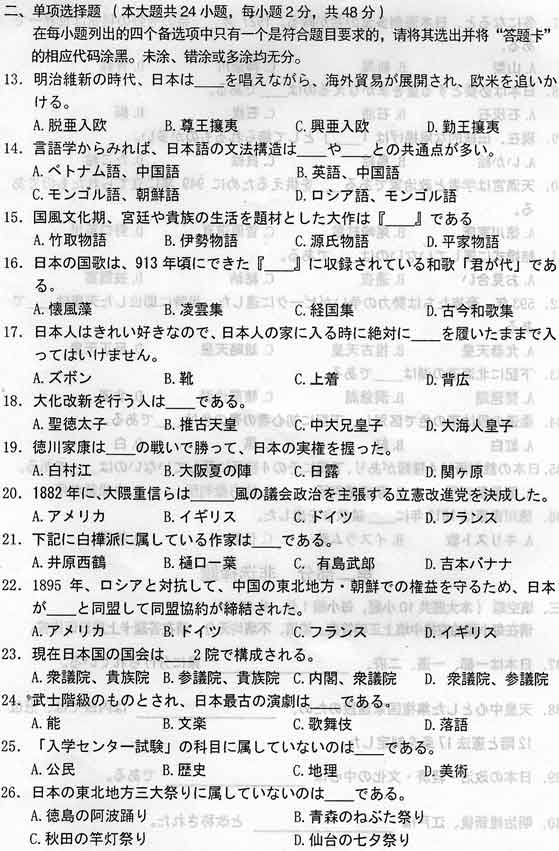 二、单项选择题 (本大题共24小题，每小题2分，共48分)
在每小题列出的四个备选项中只有一个是符合题目要求的，请将其选出并将“答题卡”
的相应代码涂黑。未涂、错涂或多涂均无分。
13. 明治維新の時代、日本は____を唱えながら、海外貿易が展開され、欧米を追いか
ける。
A.脱亜入欧 B.尊王攘夷 C.興亜入欧 D.勤王攘夷
14. 言語学からみれば、日本語の文法構造は____や____との共通点が多い。
A.ベトナム語、中国語 B.英語、中国語
C.モンゴル語、朝鮮語 D.ロシア語、モンゴル語
15. 国風文化期、宮廷や貴族の生活を題材とした大作は『____』である
A.竹取物語 B.伊勢物語 C.源氏物語 D.平家物語
16. 日本の国歌は、913年頃にできた『____』に収録されている和歌「君が代」であ
る。
A.懐風藻 B.凌雲集 C.経国集 D.古今和歌集
17. 日本人はきれい好きなので、日本人の家に入る時に絶対に____を履いたままで入
ってはいけません。
A.ズボン B.靴 C.上着 D.背広
18. 大化改新を行う人は____である。
A.聖徳太子 B.推古天皇 C.中大兄皇子 D.大海人皇子
19. 徳川家康は____の戦いで勝って、日本の実権を握った。
A.白村江 B.大阪夏の陣 C.日露 D.関ヶ原
20. 1882年に、大隈重信らは______風の議会政治を主張する立憲改進党を決成した。
A.アメリカ B.イギリス C.ドイツ D.フランス
21. 下記に白樺派に属している作家は____である。
A.井原西鶴 B.樋口一葉 C. 有島武郎 D.吉本バナナ
22. 1895 年、ロシアと対抗して、中国の東北地方・朝鮮での権益を守るため、日本
が____と同盟して同盟協約が締結された。
A.アメリカ B.ドイツ C.フランス D.イギリス
23. 現在日本国の国会は____2院で構成される。
A.衆議院、貴族院 B.参議院、貴族院 C.内閣、衆議院 D. 衆議院、参議院
24. 武士階級のものとされ、日本最古の演劇は____である。
A.能 B.文楽 C.歌舞伎 D.落語
25. 「入学センター試験」の科目に属していないのは____である。
A.公民 B.歴史 C.地理 D.美術
26. 日本の東北地方三大祭りに属していないのは____である。
A.徳島の阿波踊り B.青森のねぶた祭り
C.秋田の竿灯祭り D.仙台の七夕祭り